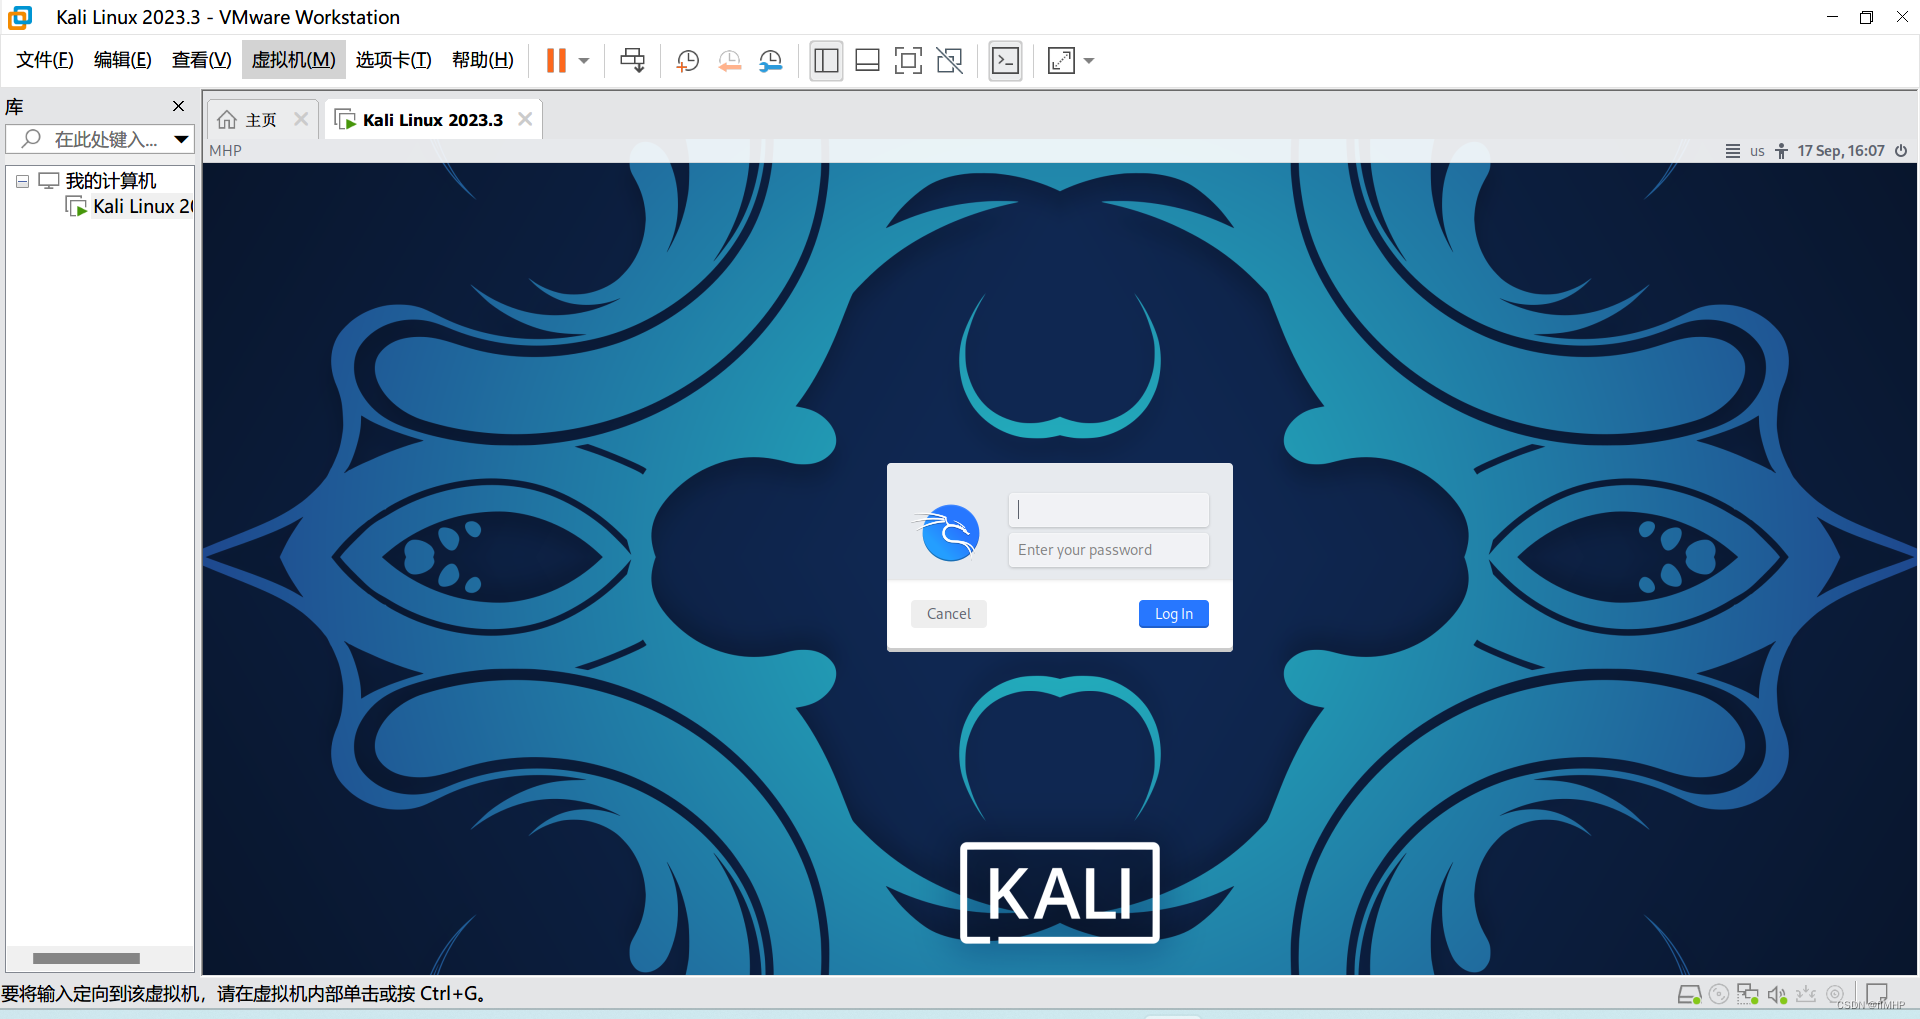 Kali Linux 2023.3 - VMware Workstation
文件(F) 编辑(E) 查看(V) 虚拟机(M) 选项卡(T) 帮助(H)
库
主页 Kali Linux 2023.3
在此处键入...
MHP us 17 Sep, 16:07
我的计算机
Kali Linux 20
Enter your password
Cancel Log In
KALI
要将输入定向到该虚拟机，请在虚拟机内部单击或按 Ctrl+G。